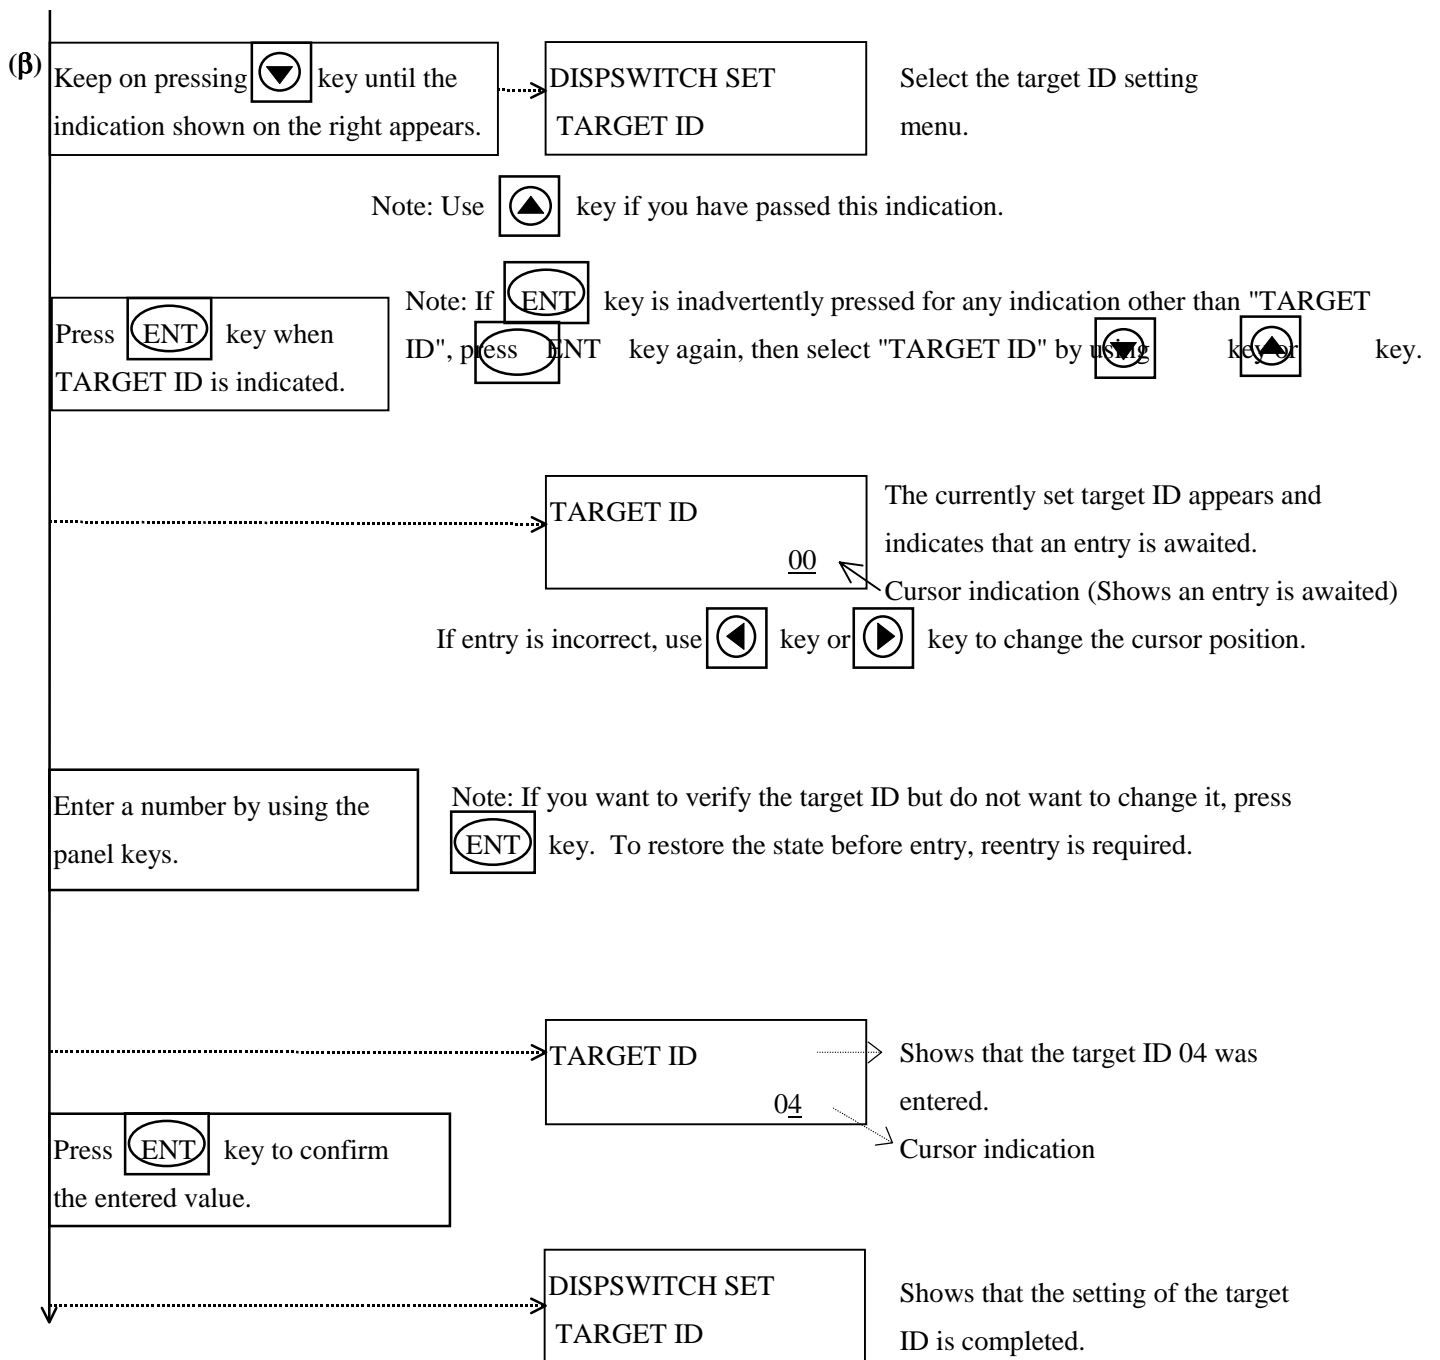 (β)
Keep on pressing key until the
indication shown on the right appears.
DISPSWITCH SET
TARGET ID
Select the target ID setting
menu.
Note: Use key if you have passed this indication.
Press ENT key when
TARGET ID is indicated.
Note: If ENT key is inadvertently pressed for any indication other than "TARGET
ID", press ENT key again, then select "TARGET ID" by using key or key.
TARGET ID
00
The currently set target ID appears and
indicates that an entry is awaited.
Cursor indication (Shows an entry is awaited)
If entry is incorrect, use key or key to change the cursor position.
Enter a number by using the
panel keys.
Note: If you want to verify the target ID but do not want to change it, press
ENT key. To restore the state before entry, reentry is required.
TARGET ID
04
Shows that the target ID 04 was
entered.
Cursor indication
Press ENT key to confirm
the entered value.
DISPSWITCH SET
TARGET ID
Shows that the setting of the target
ID is completed.